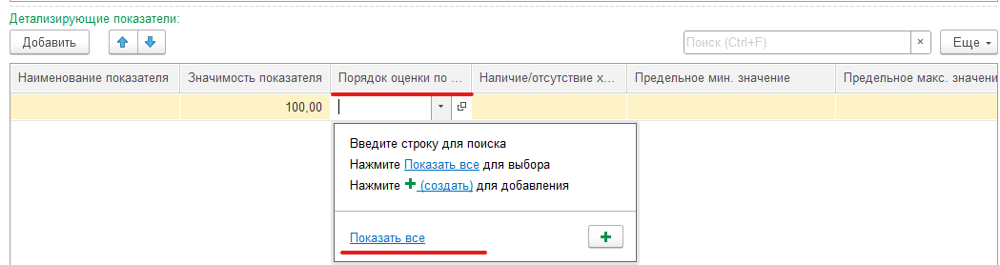 Детализирующие показатели:
Добавить
Поиск (Ctrl+F)
×
Еще
Наименование показателя Значимость показателя Порядок оценки по ... Наличие/отсутствие х... Предельное мин. значение Предельное макс. значени
100,00
Введите строку для поиска
Нажмите Показать все для выбора
Нажмите + (создать) для добавления
Показать все